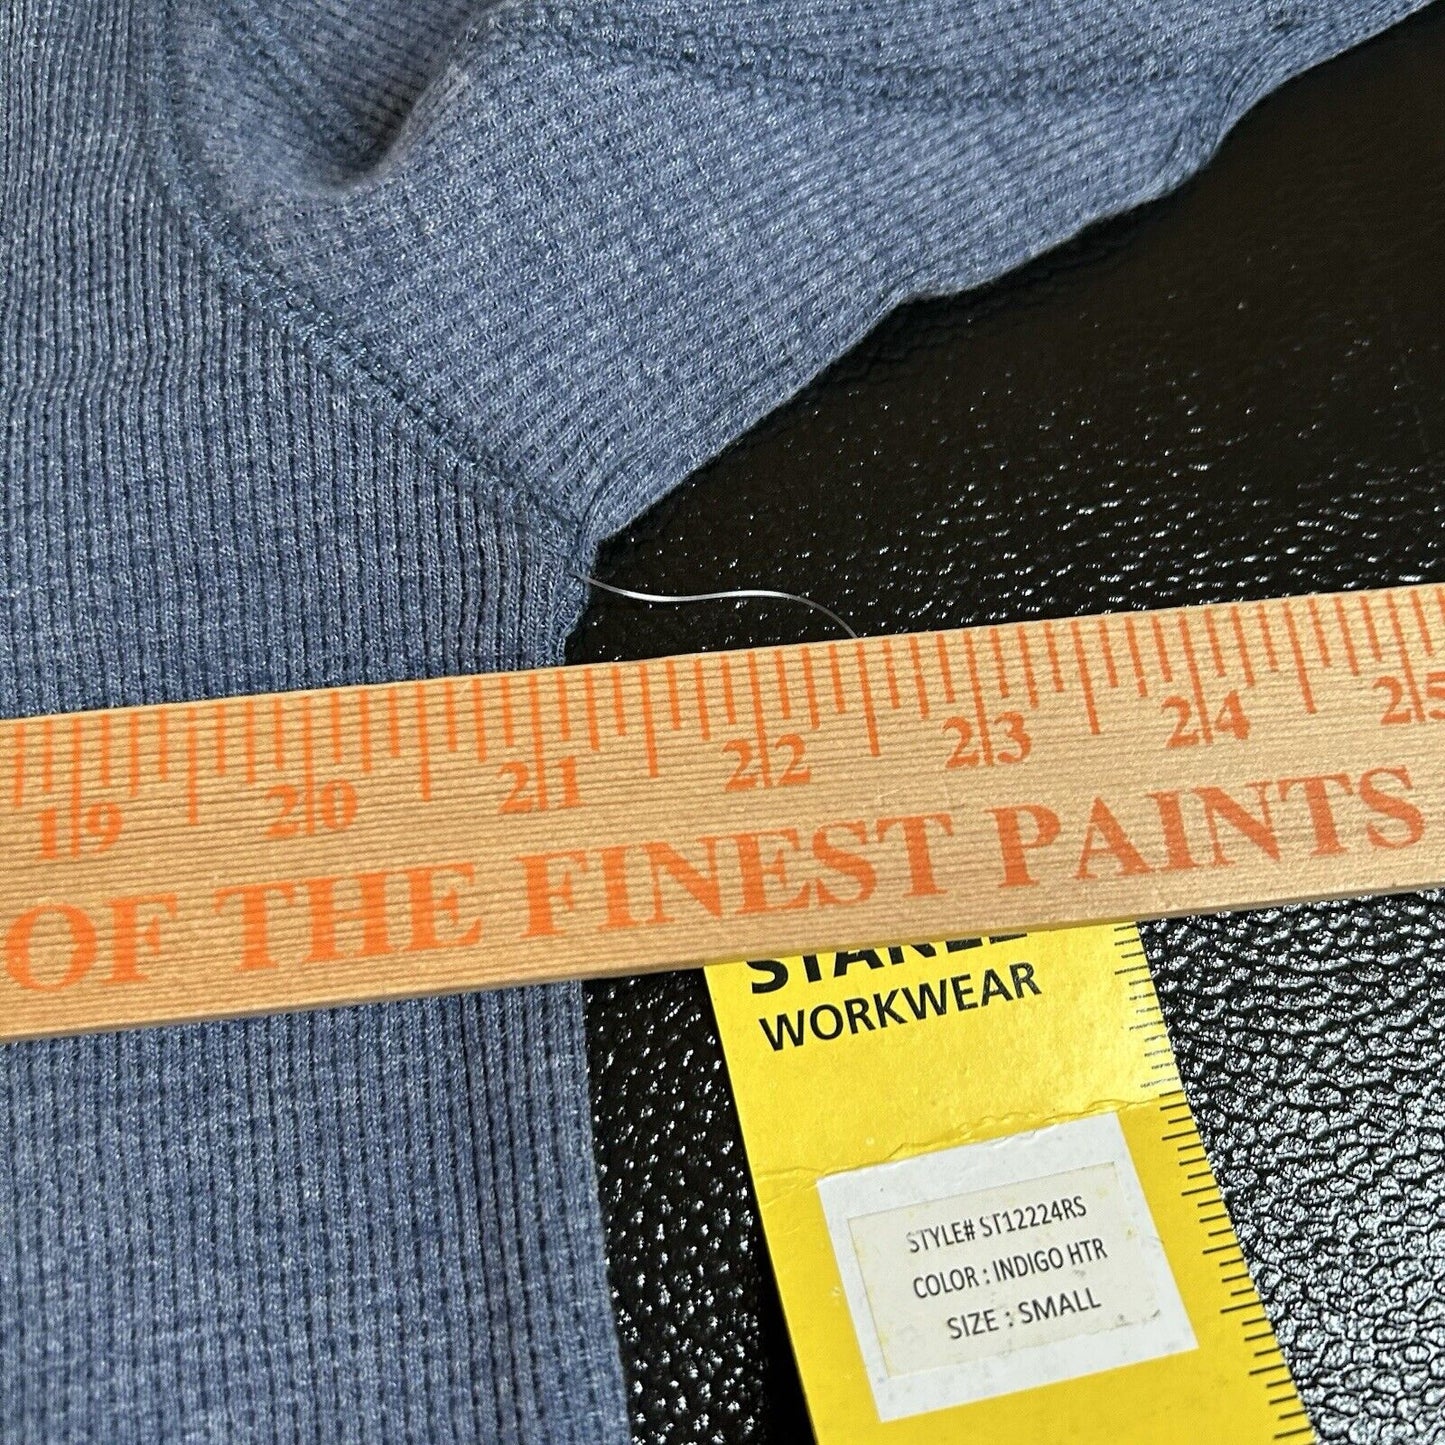 19 20 21 22 23 24 25
OF THE FINEST PAINTS
WORKWEAR
STYLE# ST12224RS
COLOR : INDIGO HTR
SIZE : SMALL